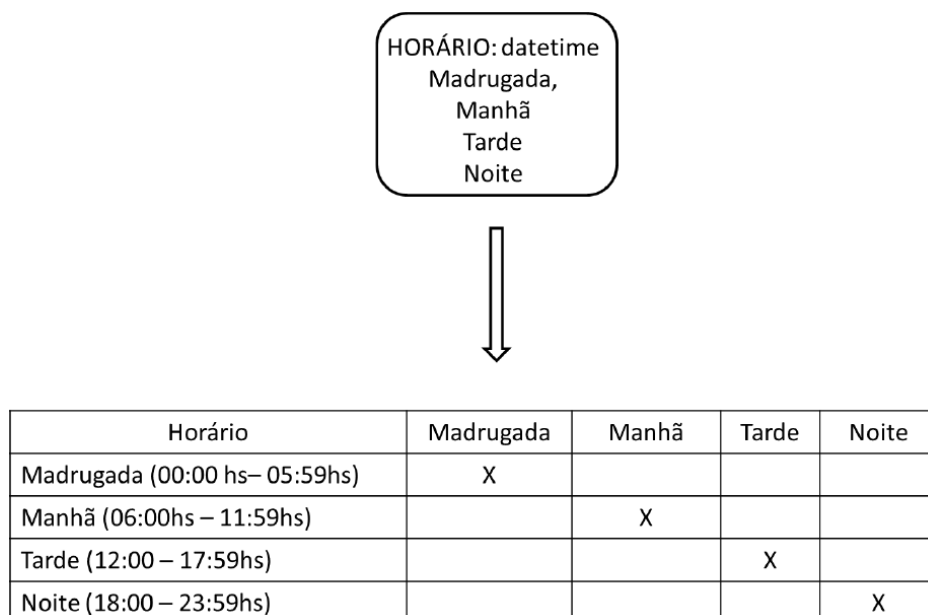 HORÁRIO: datetime
Madrugada,
Manhã
Tarde
Noite
Horário Madrugada Manhã Tarde Noite
Madrugada (00:00 hs– 05:59hs) X
Manhã (06:00hs – 11:59hs) X
Tarde (12:00 – 17:59hs) X
Noite (18:00 – 23:59hs) X